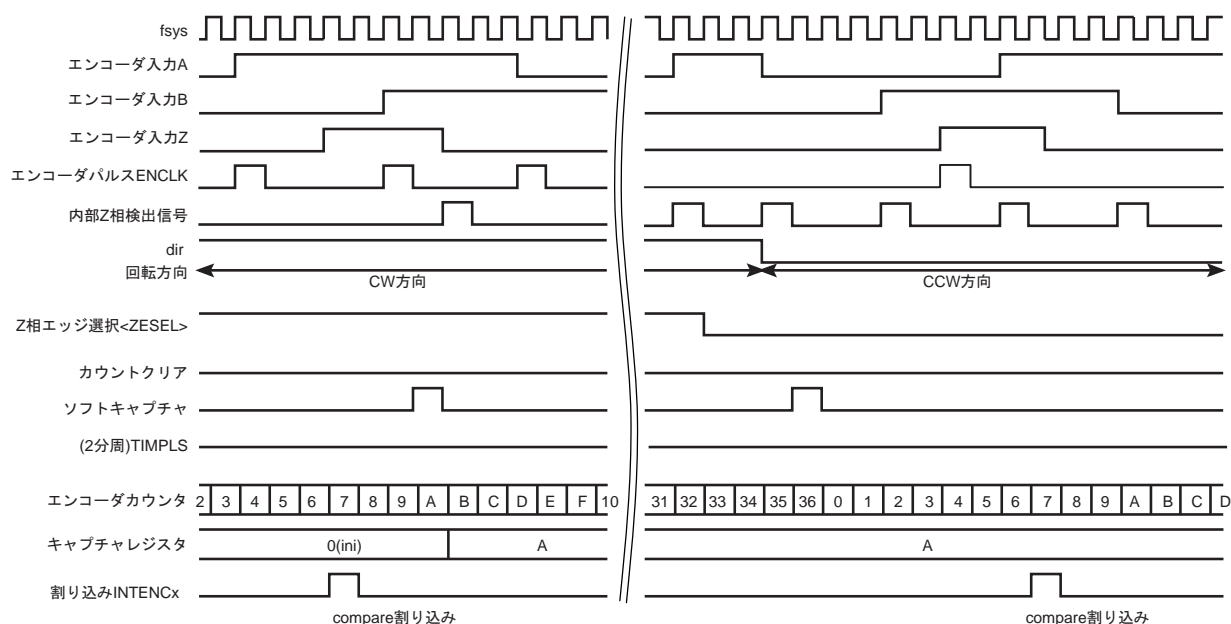 fsys
エンコーダ入力A
エンコーダ入力B
エンコーダ入力Z
エンコーダパルスENCLK
内部Z相検出信号
dir
回転方向
CW方向
CCW方向
Z相エッジ選択<ZESEL>
カウントクリア
ソフトキャプチャ
(2分周)TIMPLS
エンコーダカウンタ 2 3 4 5 6 7 8 9 A B C D E F 10 31 32 33 34 35 36 0 1 2 3 4 5 6 7 8 9 A B C D
キャプチャレジスタ 0(ini) A A
割り込みINTENCx
compare割り込み compare割り込み